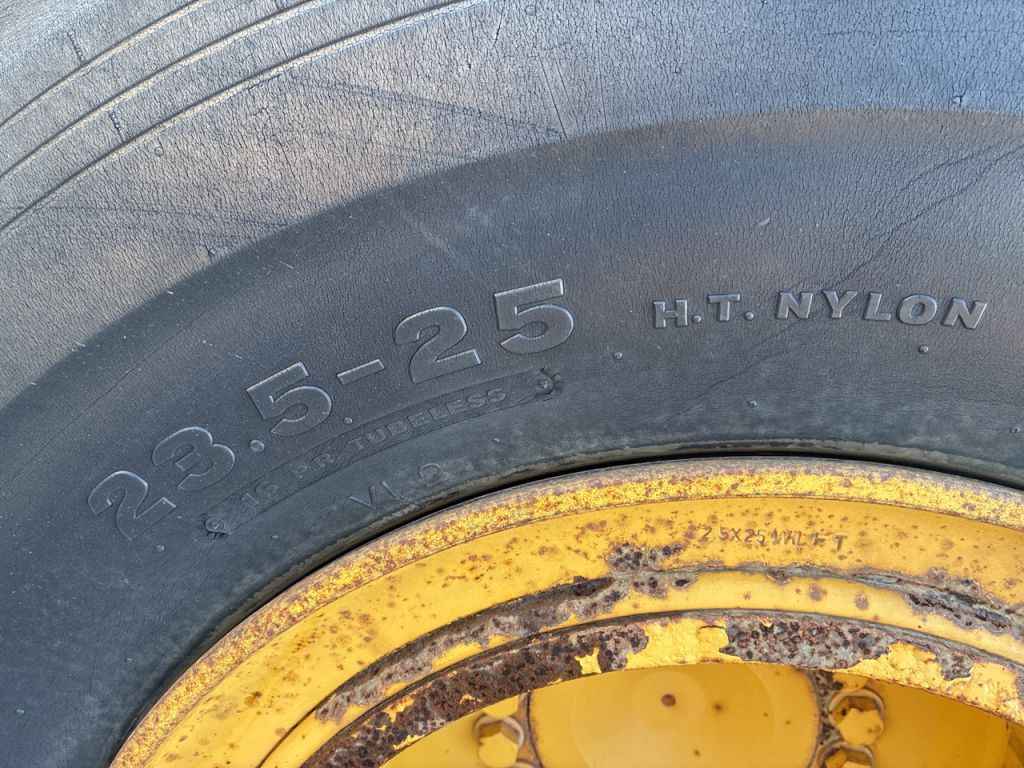 23.5-25
H.T. NYLON
16 PR TUBELESS